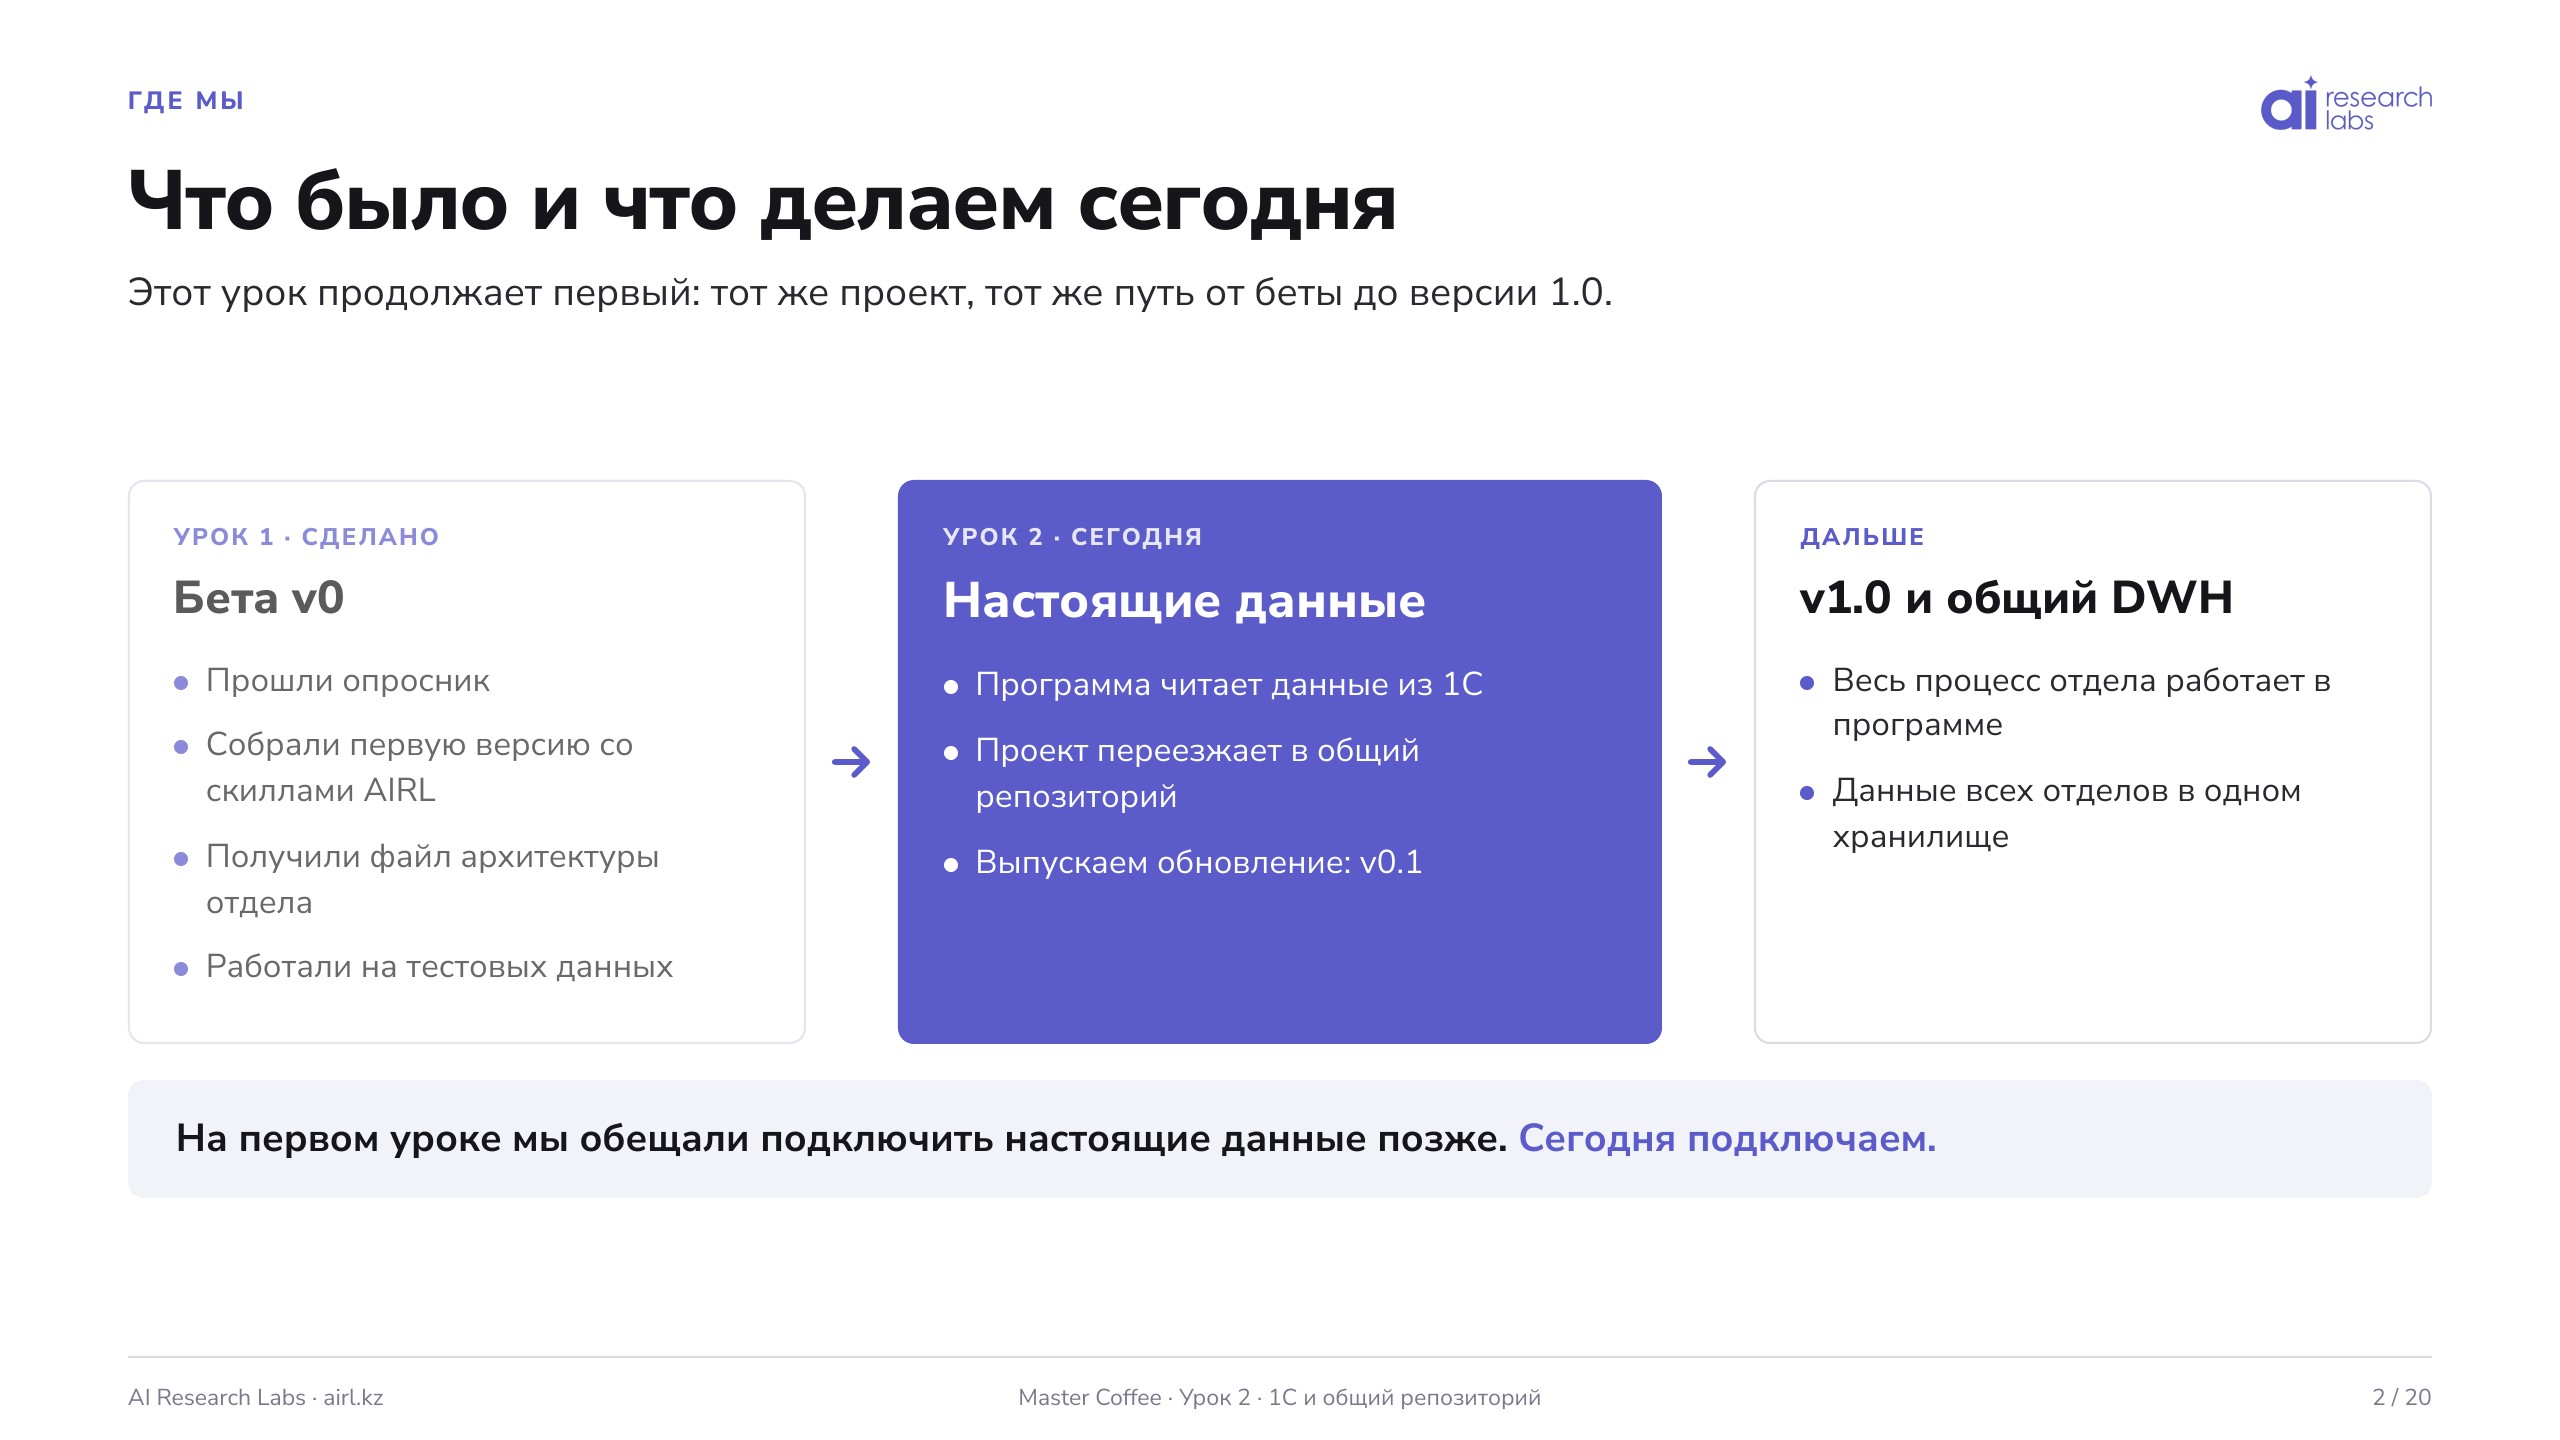 ГДЕ МЫ
ai research
labs
Что было и что делаем сегодня
Этот урок продолжает первый: тот же проект, тот же путь от беты до версии 1.0.
УРОК 1 · СДЕЛАНО
Бета v0
Прошли опросник
Собрали первую версию со
скиллами AIRL
Получили файл архитектуры
отдела
Работали на тестовых данных
УРОК 2 · СЕГОДНЯ
Настоящие данные
Программа читает данные из 1С
Проект переезжает в общий
репозиторий
Выпускаем обновление: v0.1
ДАЛЬШЕ
v1.0 и общий DWH
Весь процесс отдела работает в
программе
Данные всех отделов в одном
хранилище
На первом уроке мы обещали подключить настоящие данные позже. Сегодня подключаем.
AI Research Labs · airl.kz
Master Coffee · Урок 2 · 1С и общий репозиторий
2 / 20